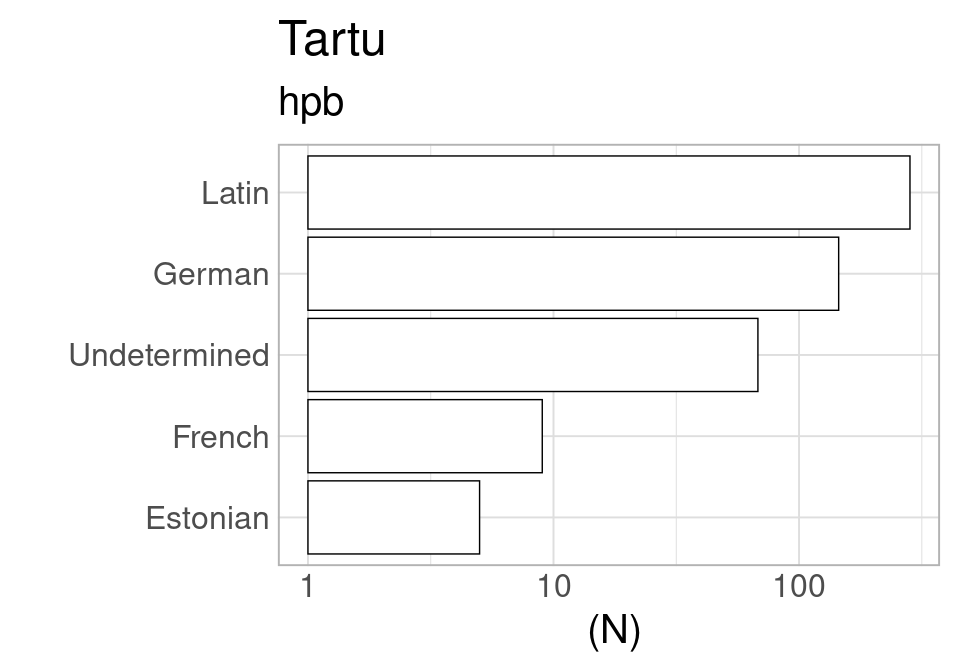 Tartu
hpb
Latin
German
Undetermined
French
Estonian
1 10 100
(N)